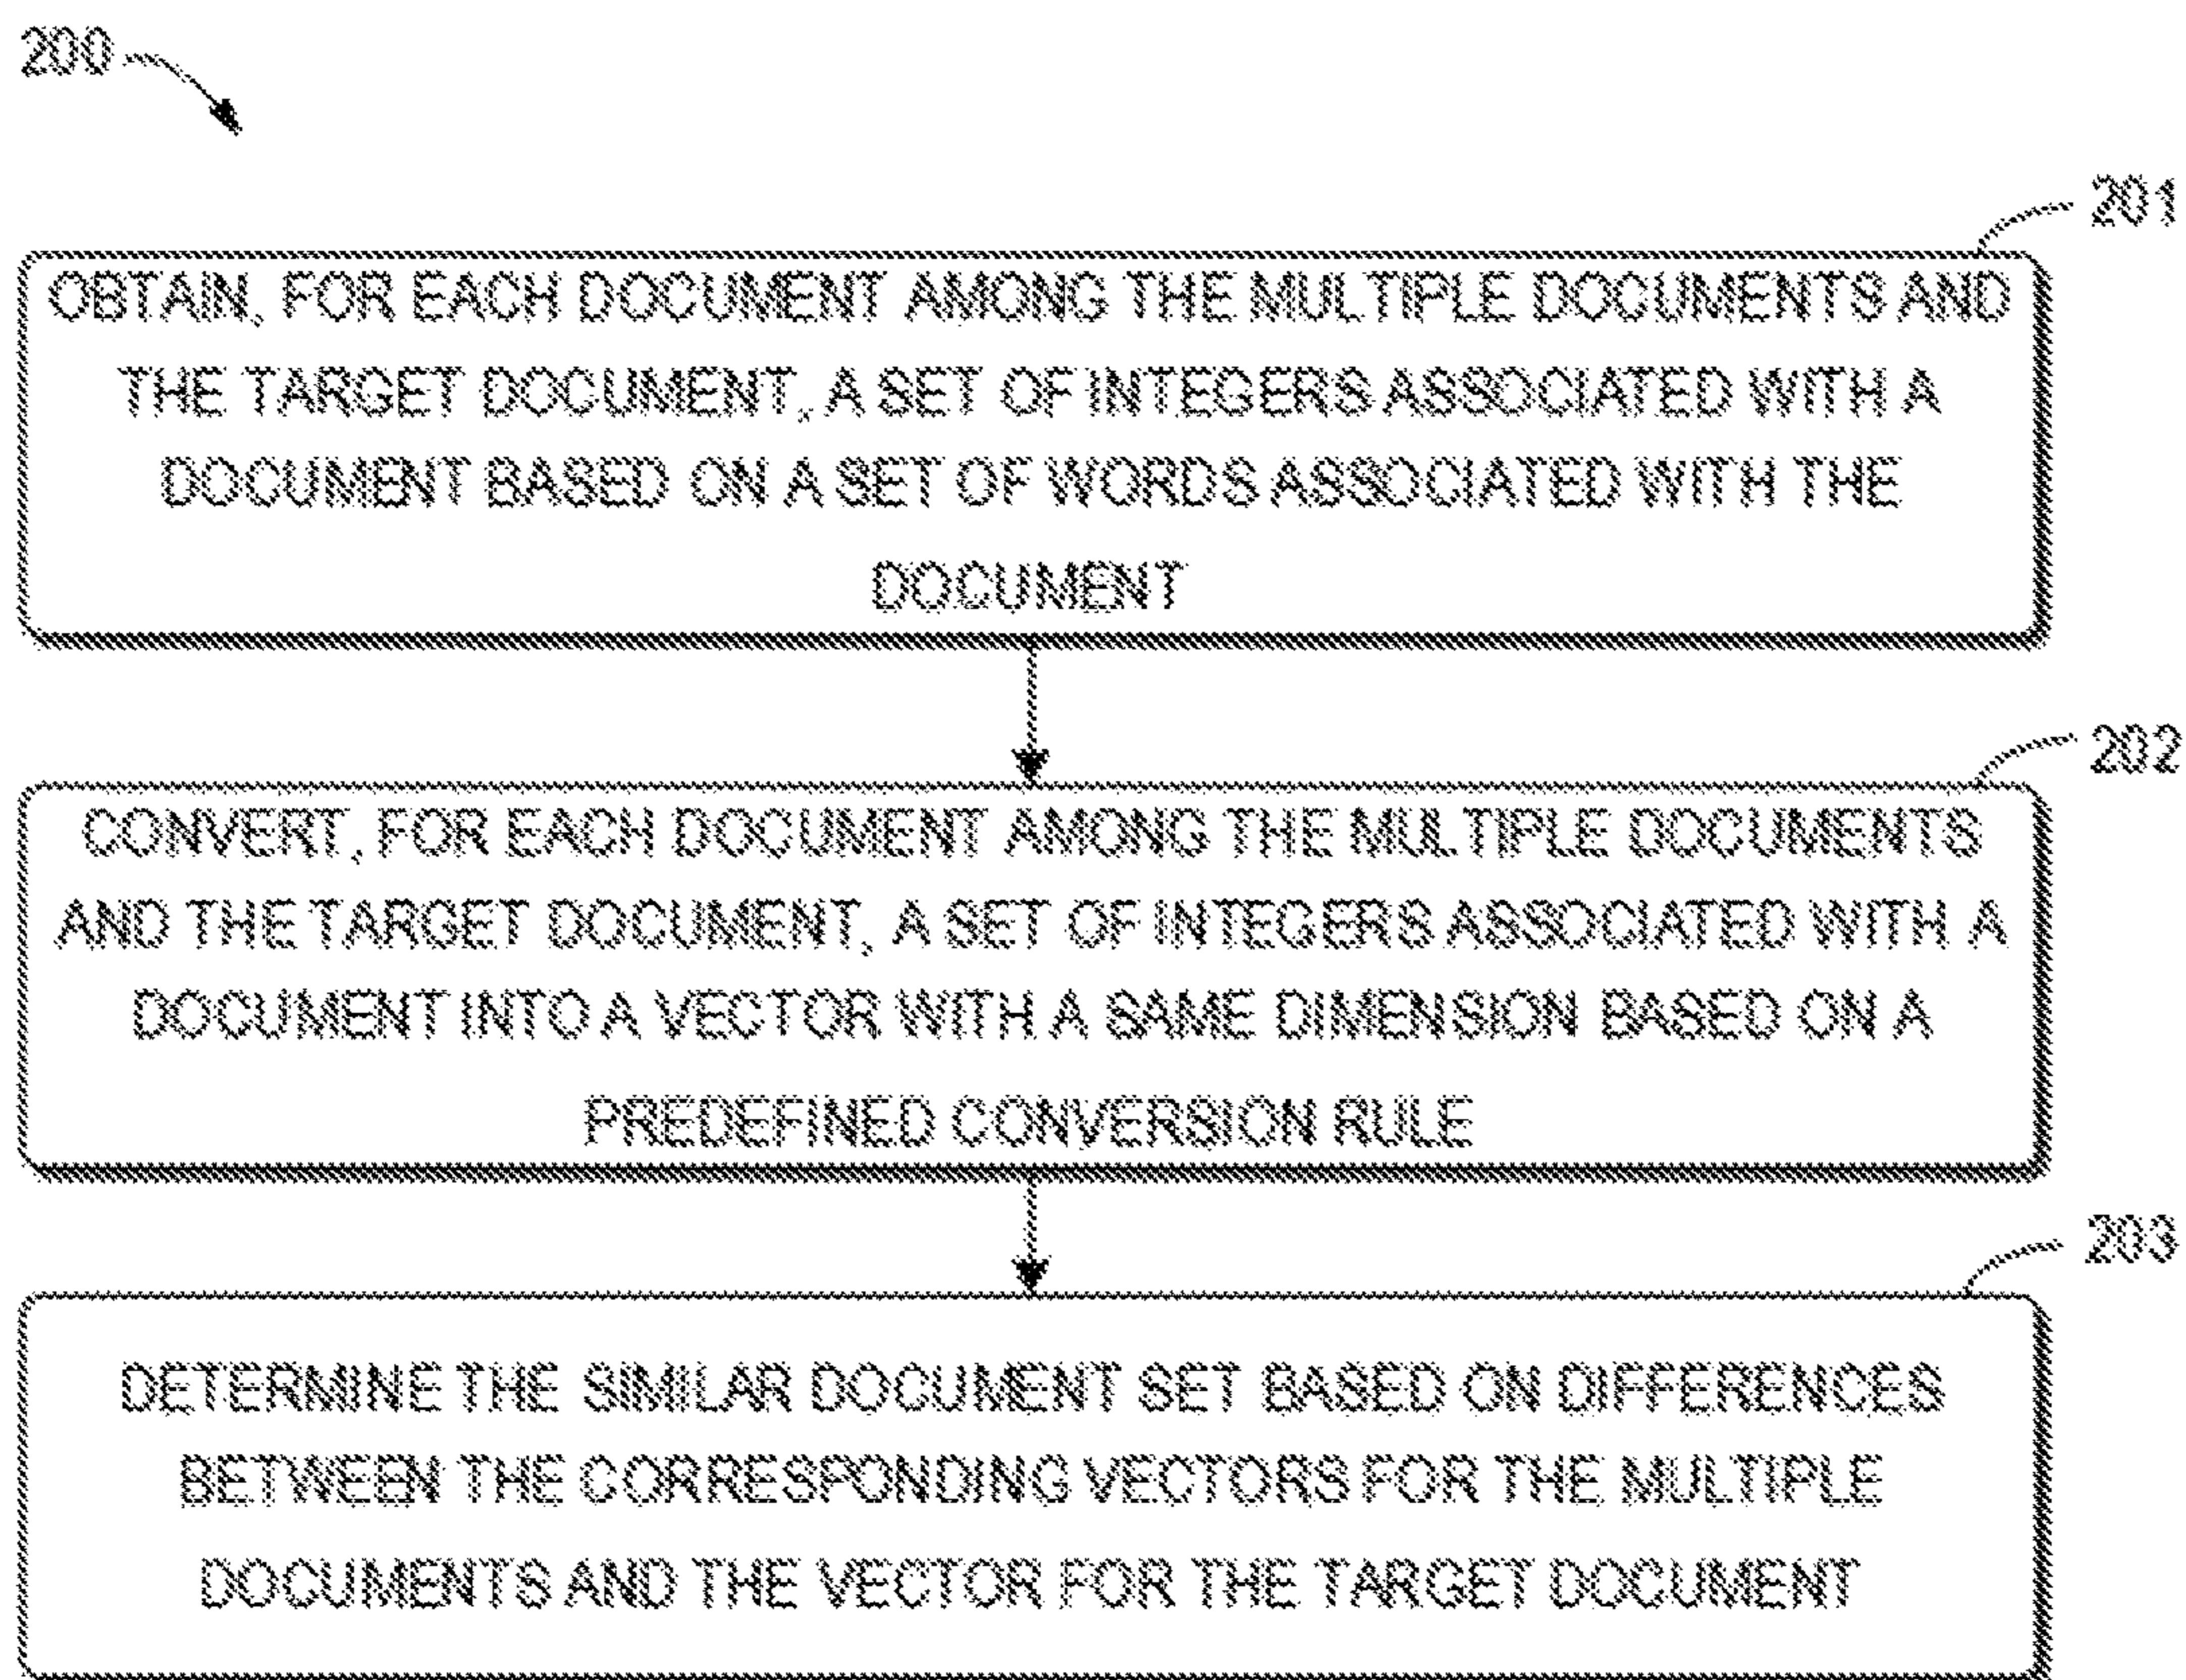 200
201
OBTAIN, FOR EACH DOCUMENT AMONG THE MULTIPLE DOCUMENTS AND
THE TARGET DOCUMENT, A SET OF INTEGERS ASSOCIATED WITH A
DOCUMENT BASED ON A SET OF WORDS ASSOCIATED WITH THE
DOCUMENT
202
CONVERT, FOR EACH DOCUMENT AMONG THE MULTIPLE DOCUMENTS
AND THE TARGET DOCUMENT, A SET OF INTEGERS ASSOCIATED WITH A
DOCUMENT INTO A VECTOR WITH A SAME DIMENSION BASED ON A
PREDEFINED CONVERSION RULE
203
DETERMINE THE SIMILAR DOCUMENT SET BASED ON DIFFERENCES
BETWEEN THE CORRESPONDING VECTORS FOR THE MULTIPLE
DOCUMENTS AND THE VECTOR FOR THE TARGET DOCUMENT